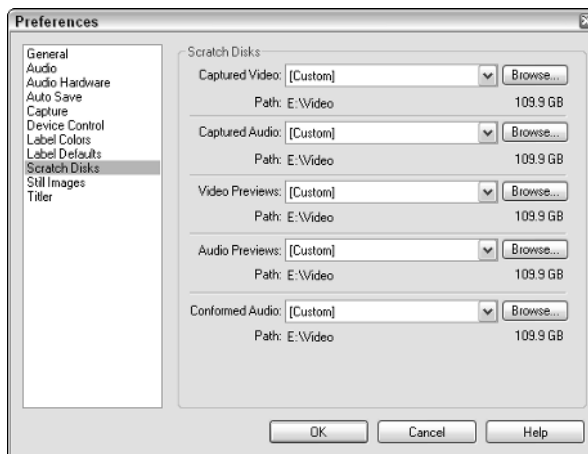 Preferences
General
Audio
Audio Hardware
Auto Save
Capture
Device Control
Label Colors
Label Defaults
Scratch Disks
Still Images
Titler
Scratch Disks
Captured Video: [Custom] Browse...
Path: E:\Video 109.9 GB
Captured Audio: [Custom] Browse...
Path: E:\Video 109.9 GB
Video Previews: [Custom] Browse...
Path: E:\Video 109.9 GB
Audio Previews: [Custom] Browse...
Path: E:\Video 109.9 GB
Conformed Audio: [Custom] Browse...
Path: E:\Video 109.9 GB
OK Cancel Help